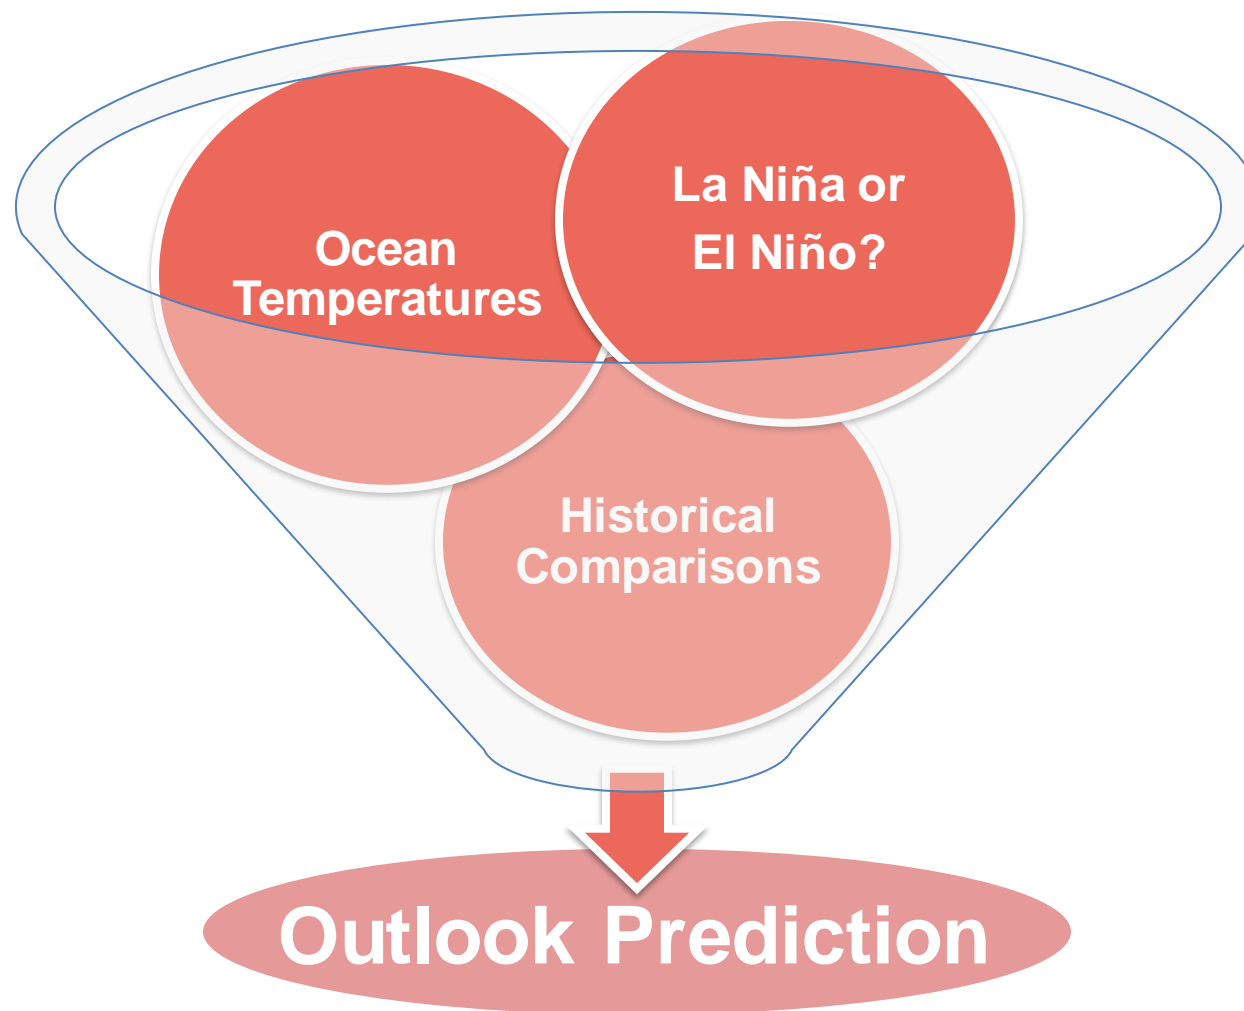 La Niña or
El Niño?
Ocean
Temperatures
Historical
Comparisons
Outlook Prediction